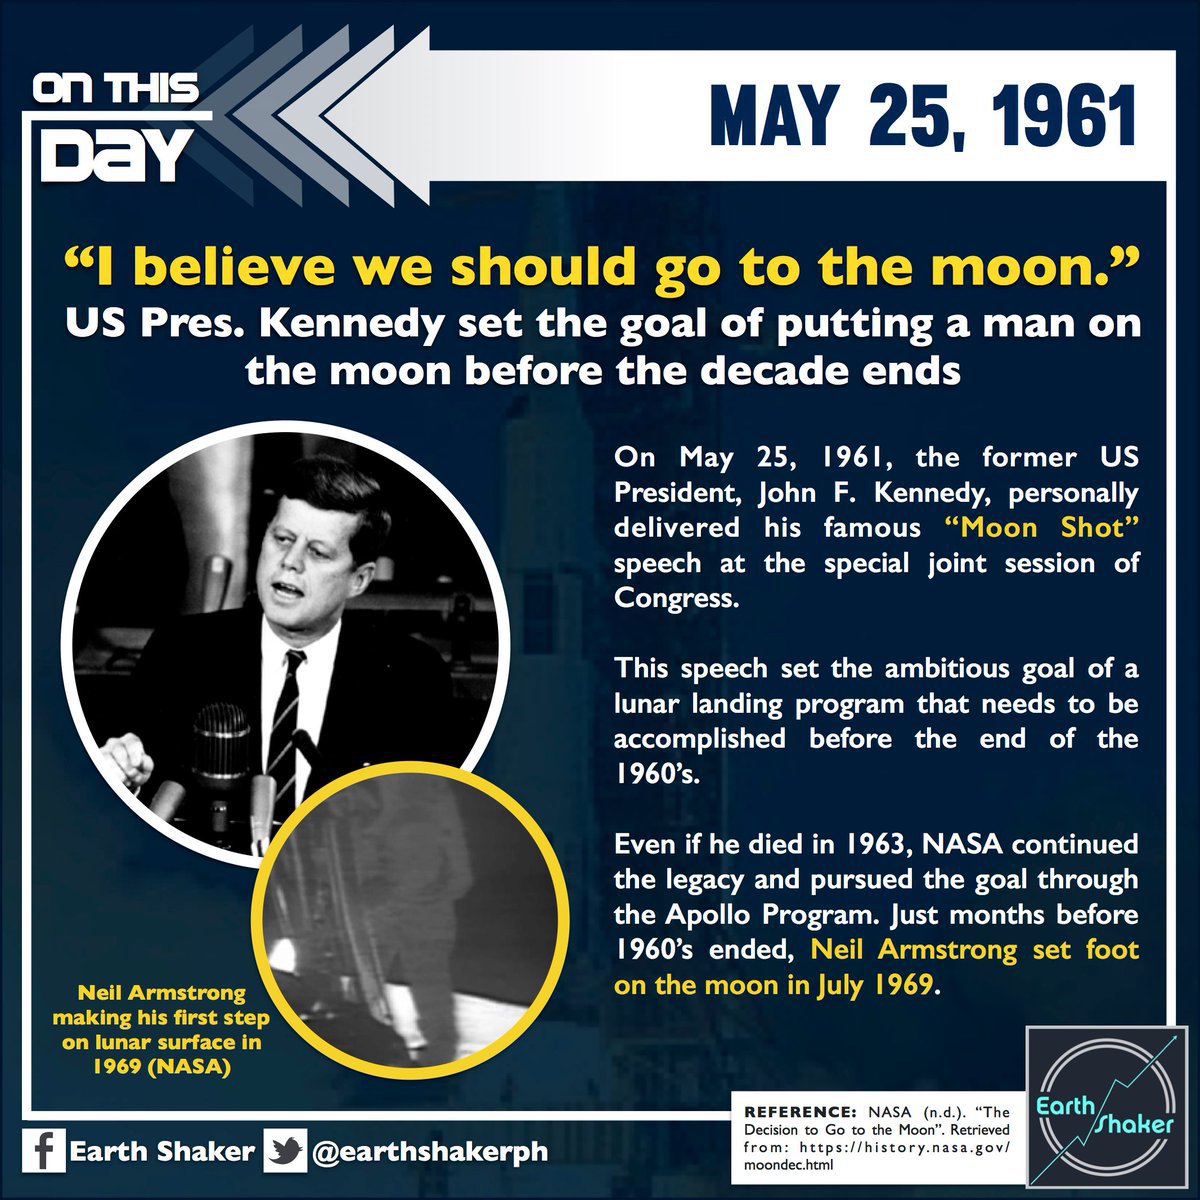 ON THIS
DAY
MAY 25, 1961
“I believe we should go to the moon.”
US Pres. Kennedy set the goal of putting a man on
the moon before the decade ends
On May 25, 1961, the former US
President, John F. Kennedy, personally
delivered his famous “Moon Shot”
speech at the special joint session of
Congress.
This speech set the ambitious goal of a
lunar landing program that needs to be
accomplished before the end of the
1960’s.
Even if he died in 1963, NASA continued
the legacy and pursued the goal through
the Apollo Program. Just months before
1960’s ended, Neil Armstrong set foot
on the moon in July 1969.
Neil Armstrong
making his first step
on lunar surface in
1969 (NASA)
REFERENCE: NASA (n.d.). “The
Decision to Go to the Moon”. Retrieved
from: https://history.nasa.gov/
moondec.html
Earth
Shaker
f Earth Shaker @earthshakerph